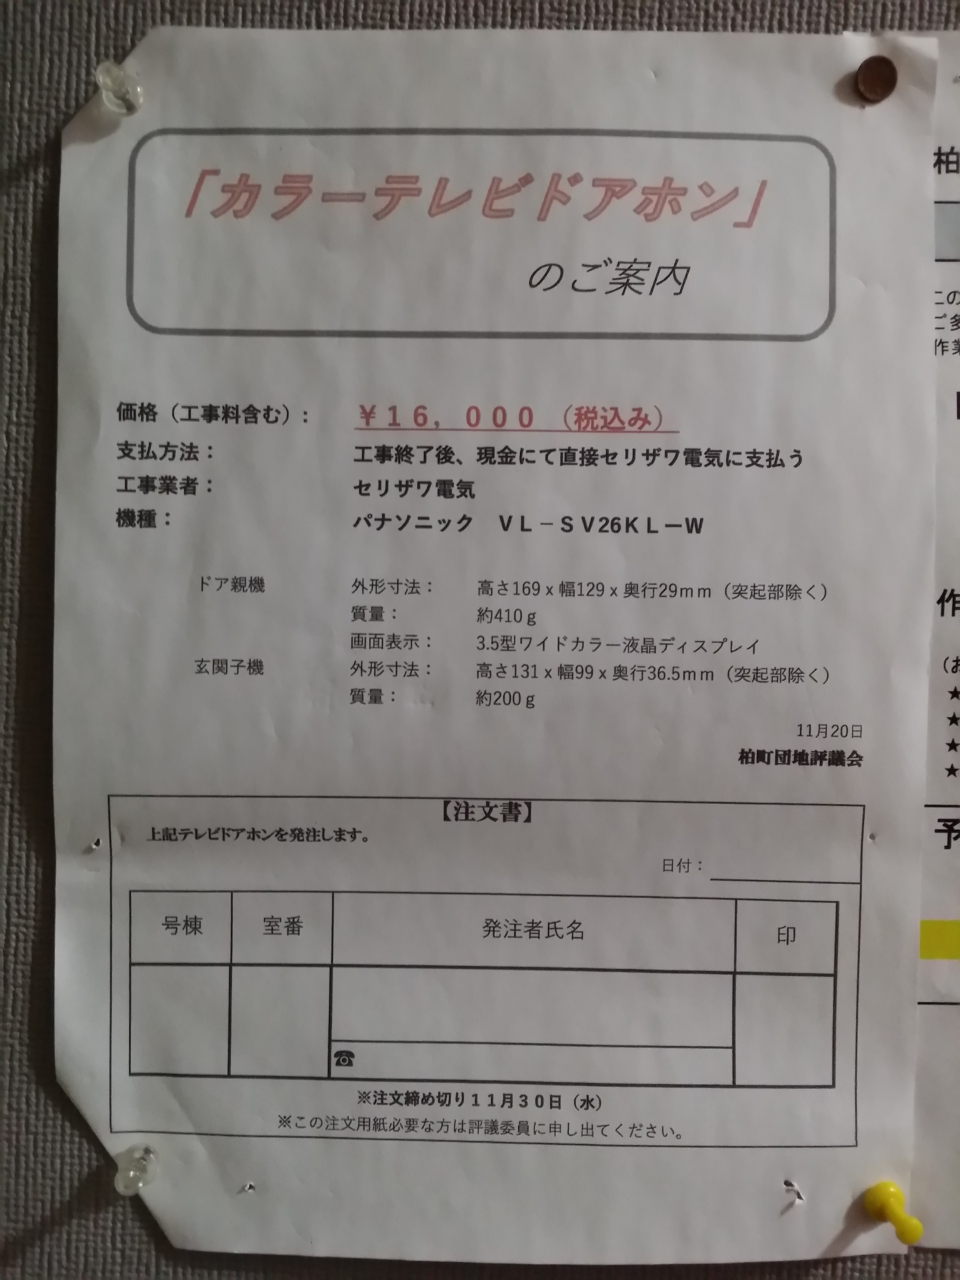 「カラーテレビドアホン」
のご案内
価格（工事料含む）： ￥１６，０００（税込み）
支払方法： 工事終了後、現金にて直接セリザワ電気に支払う
工事業者： セリザワ電気
機種： パナソニック　ＶＬ－ＳＶ26ＫＬーＷ
ドア親機 外形寸法： 高さ169ｘ幅129ｘ奥行29mm（突起部除く）
質量： 約410ｇ
画面表示： 3.5型ワイドカラー液晶ディスプレイ
玄関子機 外形寸法： 高さ131ｘ幅99ｘ奥行36.5mm（突起部除く）
質量： 約200ｇ
11月20日
柏町団地評議会
【注文書】
上記テレビドアホンを発注します。
日付：
号棟 室番 発注者氏名 印
☎
※注文締め切り１１月３０日（水）
※この注文用紙必要な方は評議委員に申し出てください。
柏
この
ご多
作業
作
（お
★
★
★
★
予